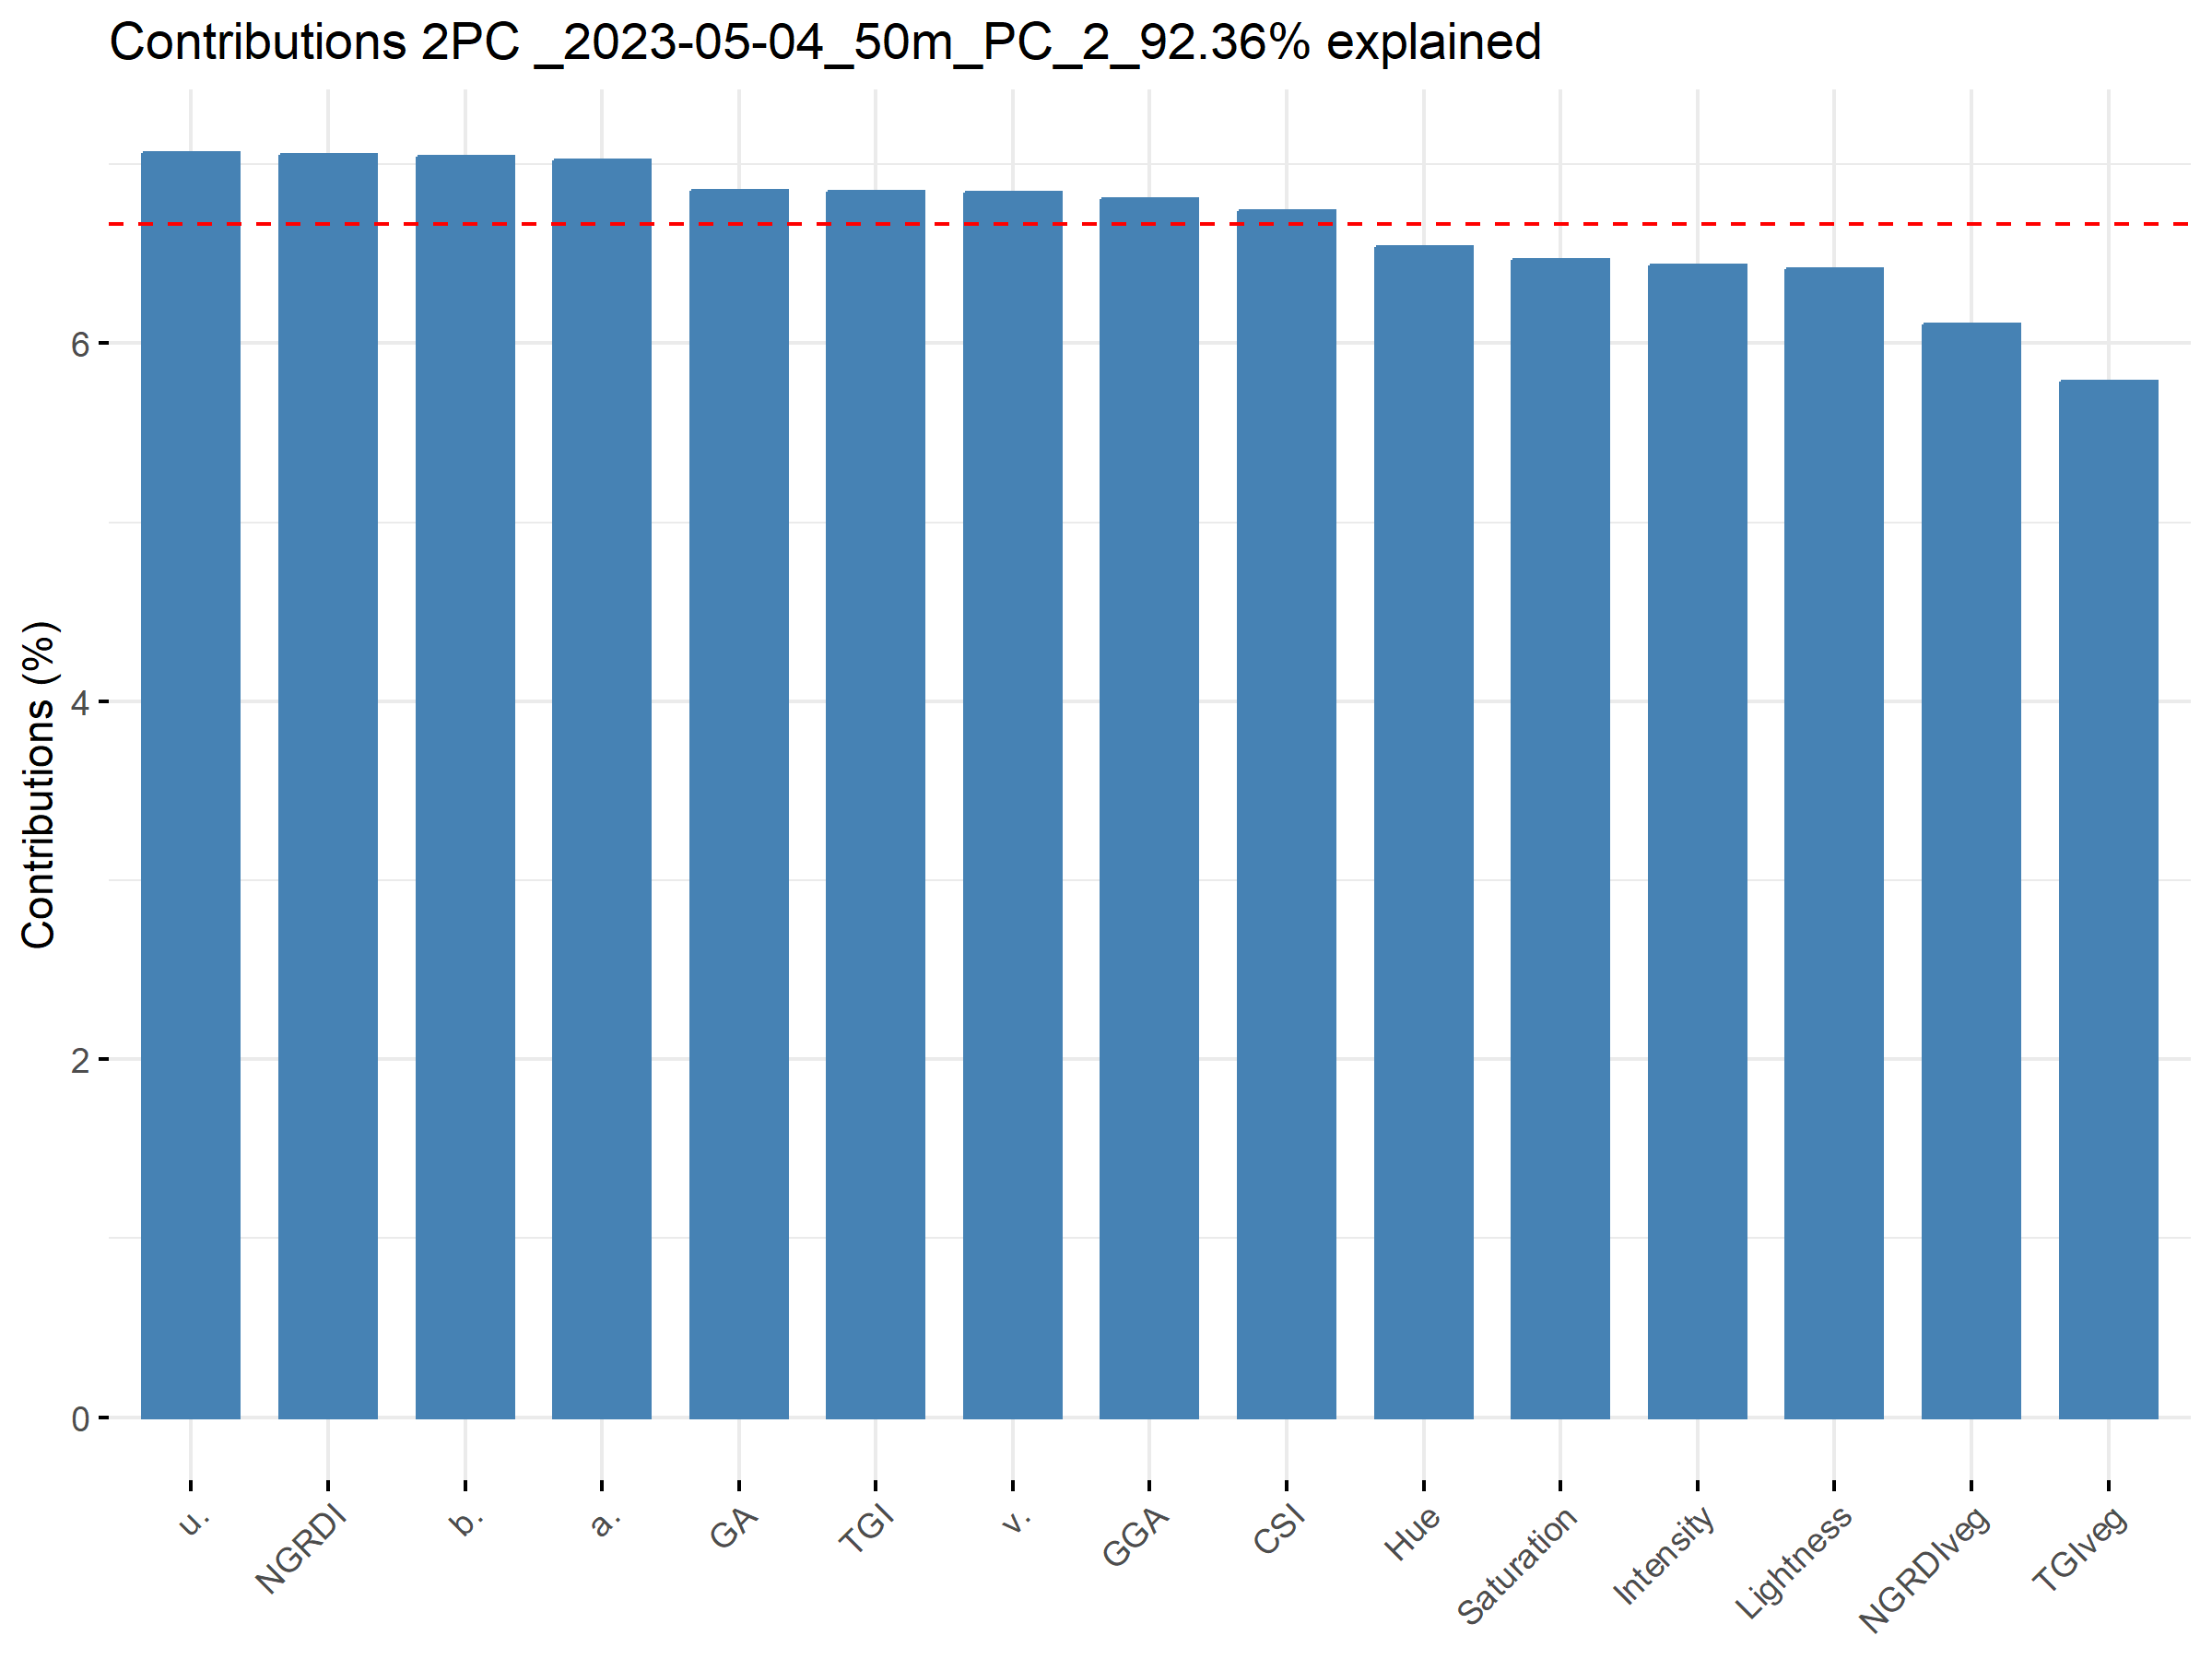 Contributions 2PC _2023-05-04_50m_PC_2_92.36% explained
Contributions (%)
6
4
2
0
u.
NGRDI
b.
a.
GA
TGI
v.
GGA
CSI
Hue
Saturation
Intensity
Lightness
NGRDIveg
TGIveg